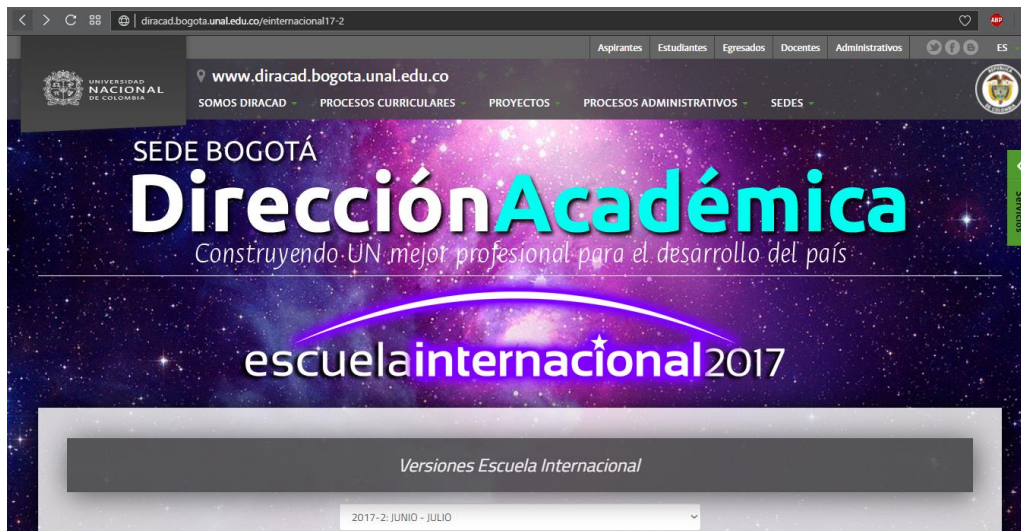 diracad.bogota.unal.edu.co/einternacional17-2
ABP
Aspirantes Estudiantes Egresados Docentes Administrativos ES
UNIVERSIDAD
NACIONAL
DE COLOMBIA
www.diracad.bogota.unal.edu.co
SOMOS DIRACAD PROCESOS CURRICULARES PROYECTOS PROCESOS ADMINISTRATIVOS SEDES
SEDE BOGOTÁ
DirecciónAcadémica
Construyendo UN mejor profesional para el desarrollo del país
Servicios
escuelainternacional2017
Versiones Escuela Internacional
2017-2: JUNIO - JULIO